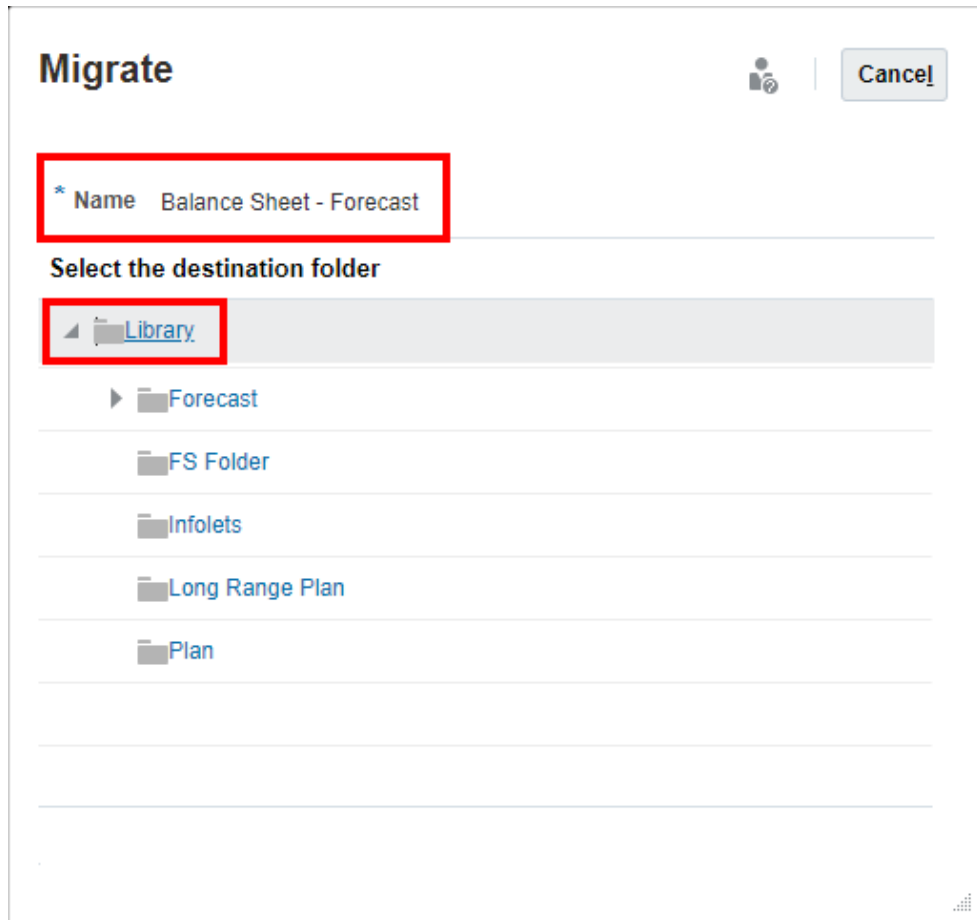 Migrate
Cancel
* Name Balance Sheet - Forecast
Select the destination folder
Library
Forecast
FS Folder
Infolets
Long Range Plan
Plan